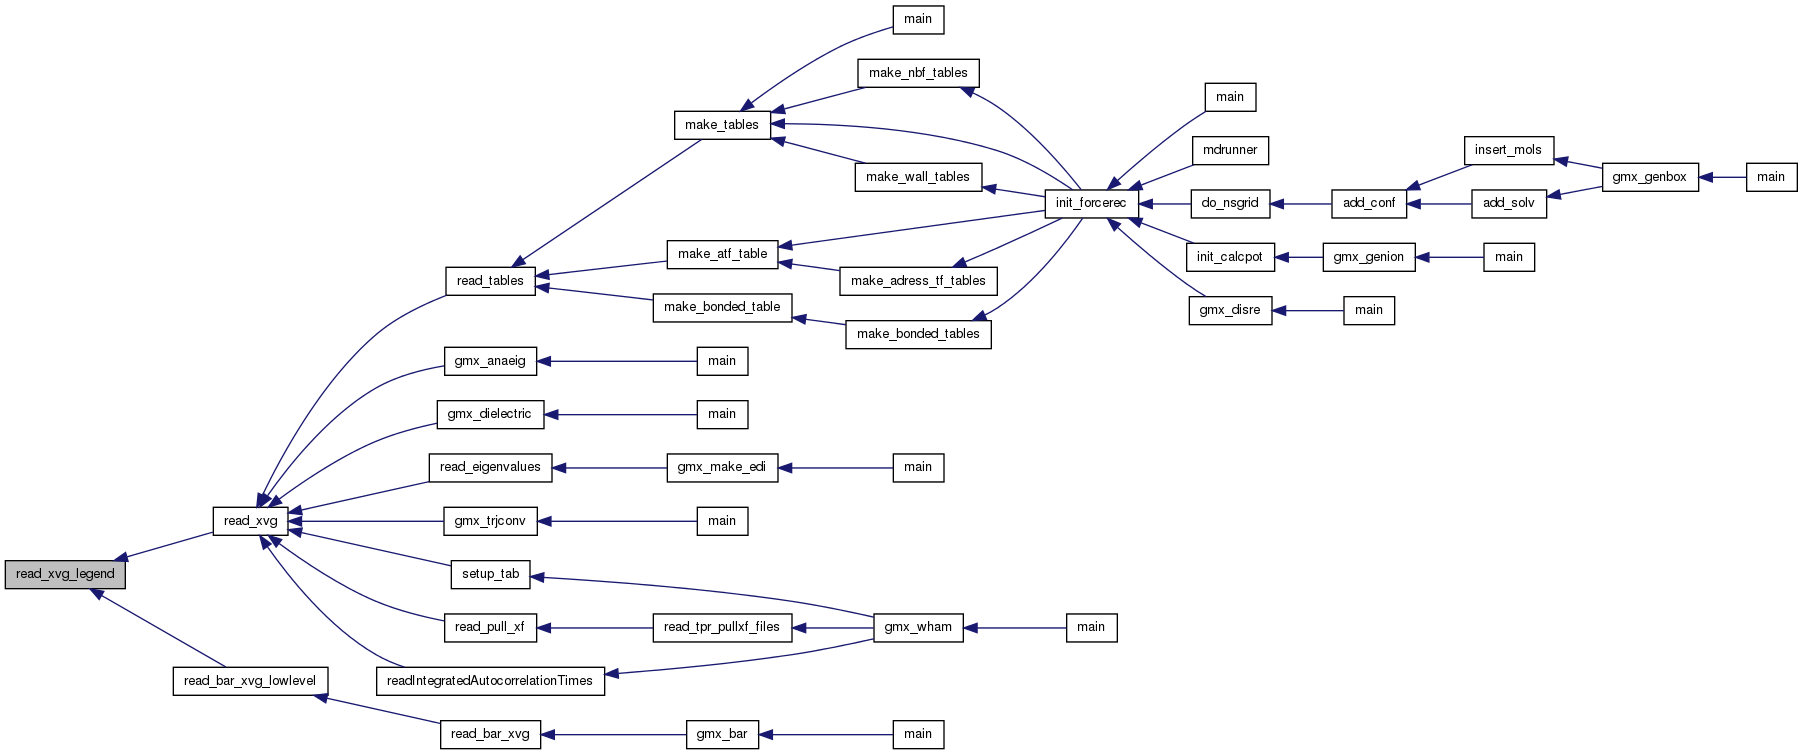 main
make_nbf_tables
main
make_tables
mdrunner
insert_mols
make_wall_tables
gmx_genbox
main
init_forcerec
do_nsgrid
add_conf
add_solv
make_atf_table
init_calcpot
gmx_genion
main
read_tables
make_adress_tf_tables
make_bonded_table
gmx_disre
main
make_bonded_tables
gmx_anaeig
main
gmx_dielectric
main
read_eigenvalues
gmx_make_edi
main
read_xvg
gmx_trjconv
main
read_xvg_legend
setup_tab
read_pull_xf
read_tpr_pullxf_files
gmx_wham
main
read_bar_xvg_lowlevel
readIntegratedAutocorrelationTimes
read_bar_xvg
gmx_bar
main